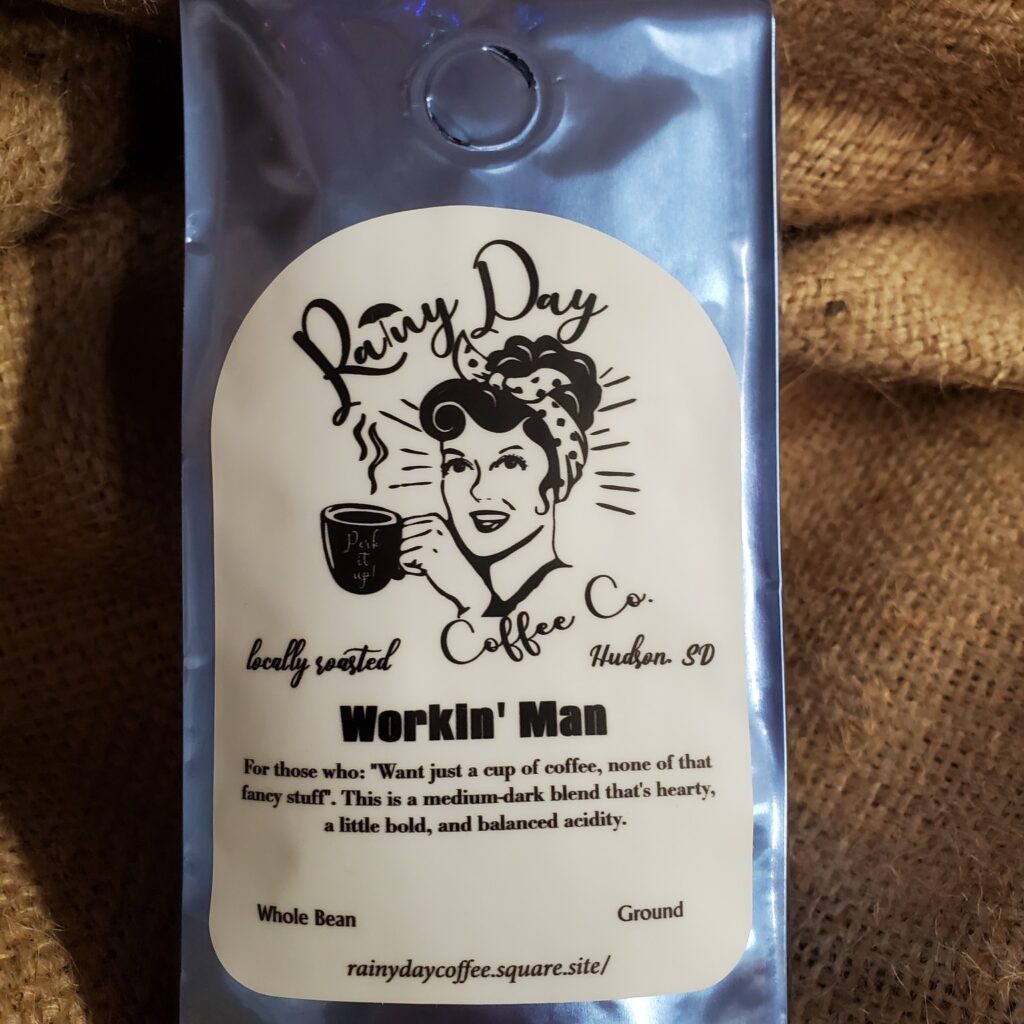 Rainy Day
Perk
it
up!
Coffee Co.
locally roasted
Hudson, SD
Workin' Man
For those who: "Want just a cup of coffee, none of that
fancy stuff". This is a medium-dark blend that's hearty,
a little bold, and balanced acidity.
Whole Bean
Ground
rainydaycoffee.square.site/